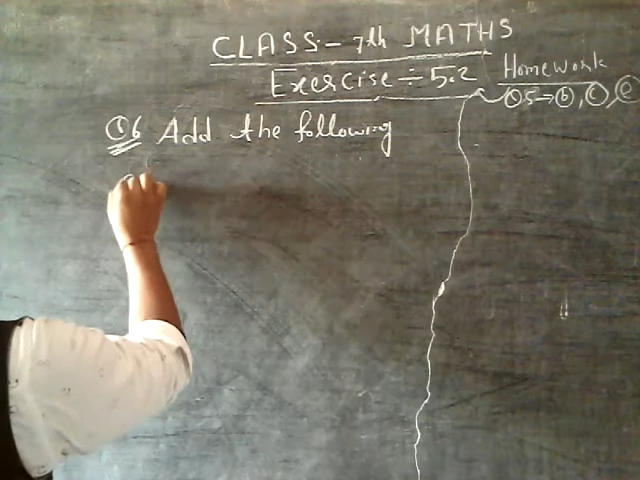 CLASS:- 7th MATHS
Exercise ÷ 5.2
Homework
Q5 → b, c, e
Q6 Add the following